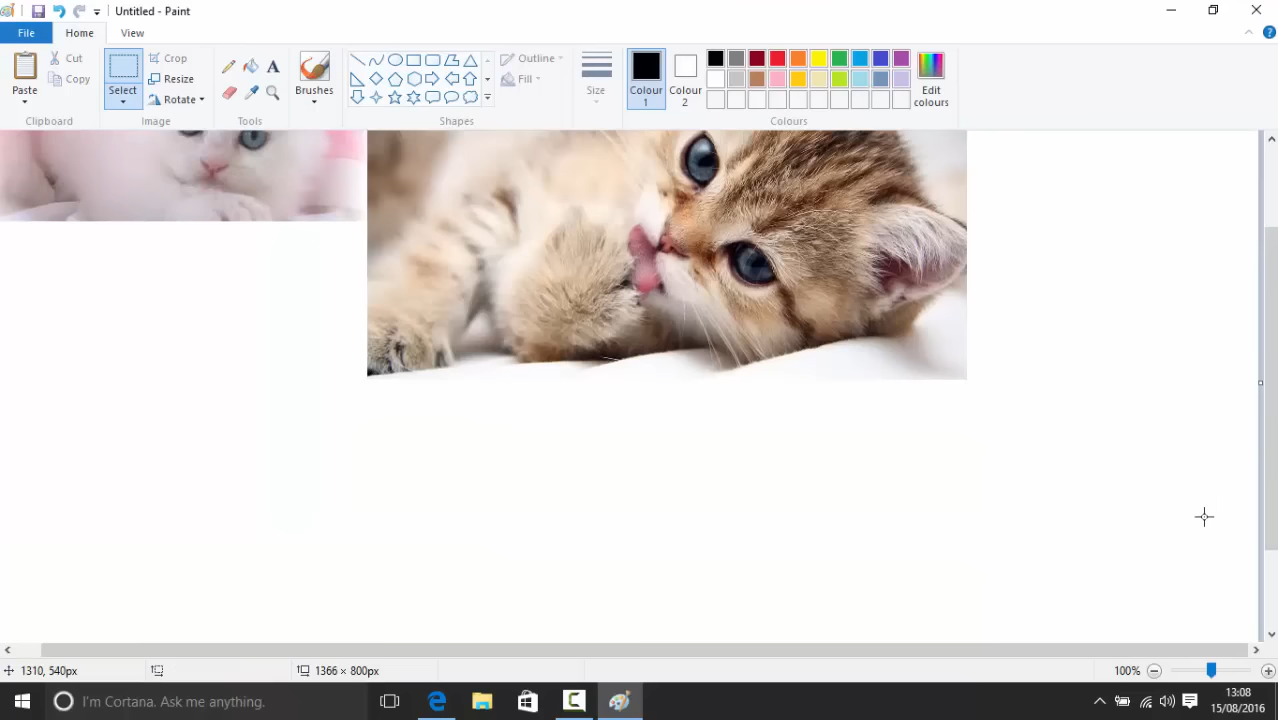 Untitled - Paint
File Home View
Paste
Cut
Copy
Clipboard
Select
Crop
Resize
Rotate
Image
A
Tools
Brushes
Shapes
Outline
Fill
Size
Colour 1
Colour 2
Edit colours
Colours
1310, 540px
1366 × 800px
100%
I'm Cortana. Ask me anything.
13:08
15/08/2016